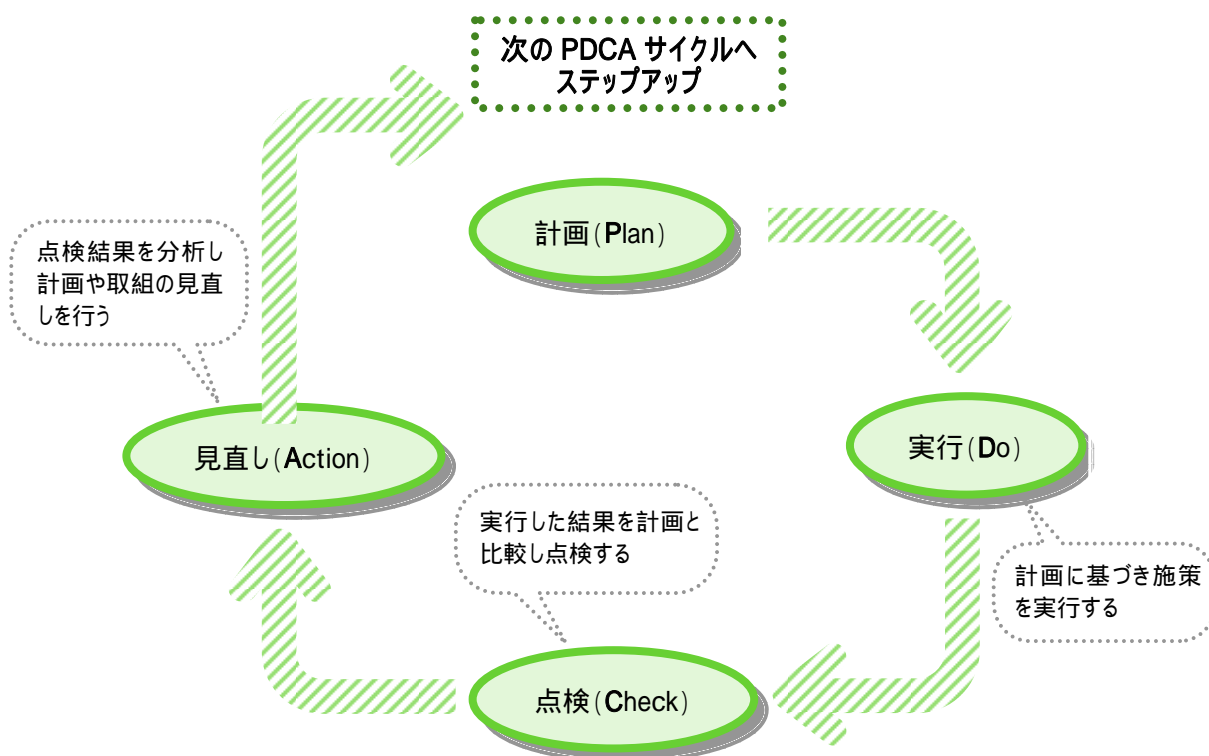 次の PDCA サイクルへ
ステップアップ
計画(Plan)
点検結果を分析し
計画や取組の見直
しを行う
見直し(Action)
実行(Do)
実行した結果を計画と
比較し点検する
計画に基づき施策
を実行する
点検(Check)